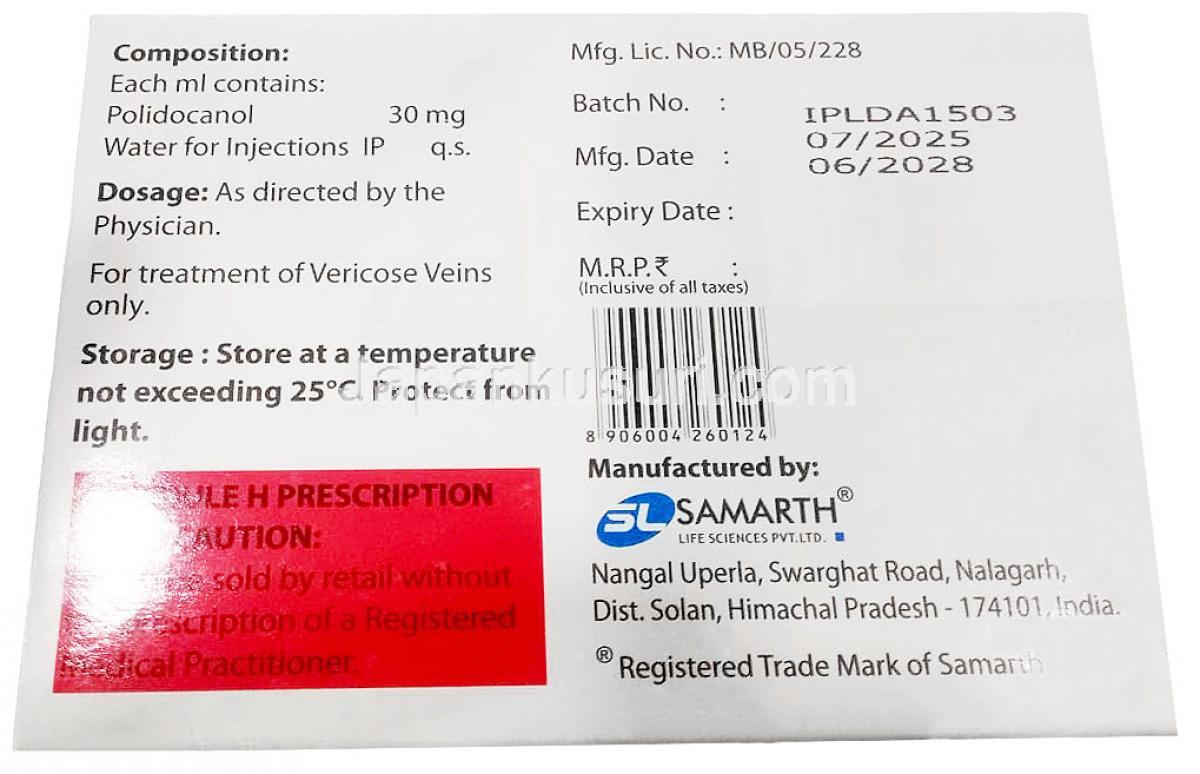 Composition:
Each ml contains:
Polidocanol 30 mg
Water for Injections IP q.s.
Dosage: As directed by the
Physician.
For treatment of Vericose Veins
only.
Storage : Store at a temperature
not exceeding 25°C. Protect from
light.
H PRESCRIPTION
sold by retail without
of a Registered
Practitioner.
Mfg. Lic. No.: MB/05/228
Batch No. :
IPLDA1503
Mfg. Date :
07/2025
06/2028
Expiry Date :
M.R.P.₹ :
(Inclusive of all taxes)
8 906004 260124
Manufactured by:
SL SAMARTH®
LIFE SCIENCES PVT.LTD.
Nangal Uperla, Swarghat Road, Nalagarh,
Dist. Solan, Himachal Pradesh - 174101, India.
® Registered Trade Mark of Samarth
Japankusuri.com